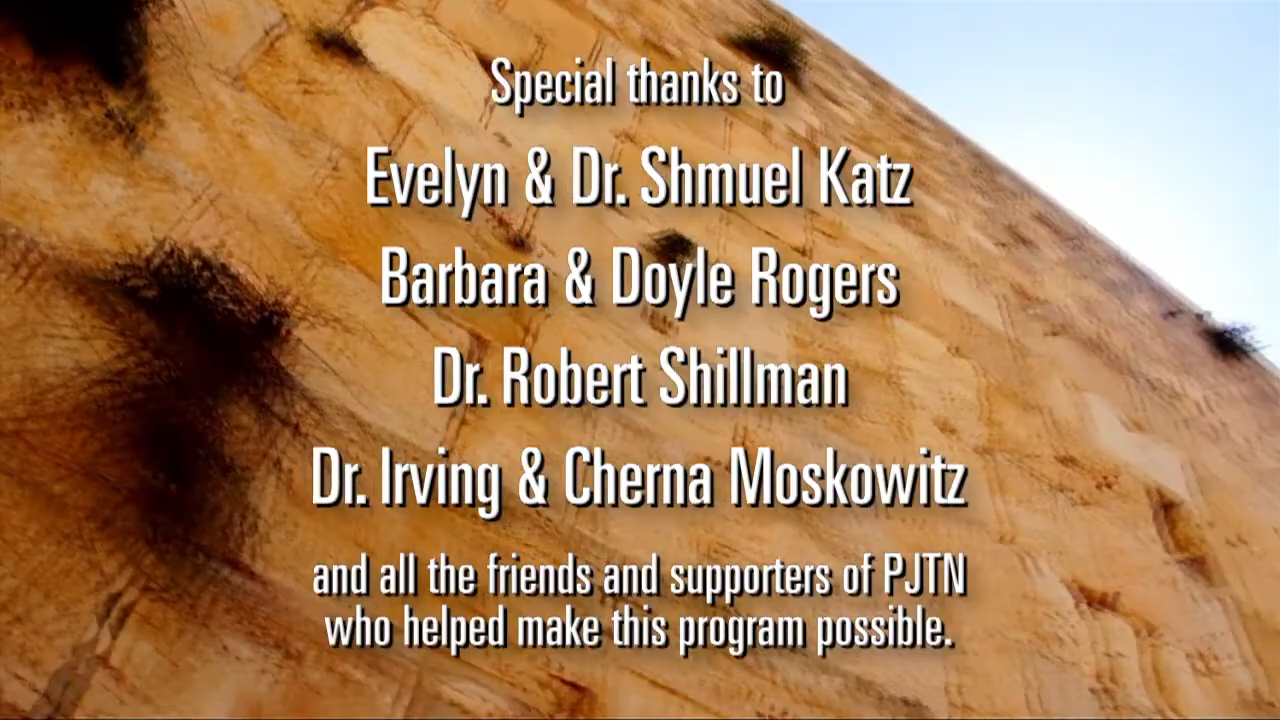 Special thanks to
Evelyn & Dr. Shmuel Katz
Barbara & Doyle Rogers
Dr. Robert Shillman
Dr. Irving & Cherna Moskowitz
and all the friends and supporters of PJTN
who helped make this program possible.